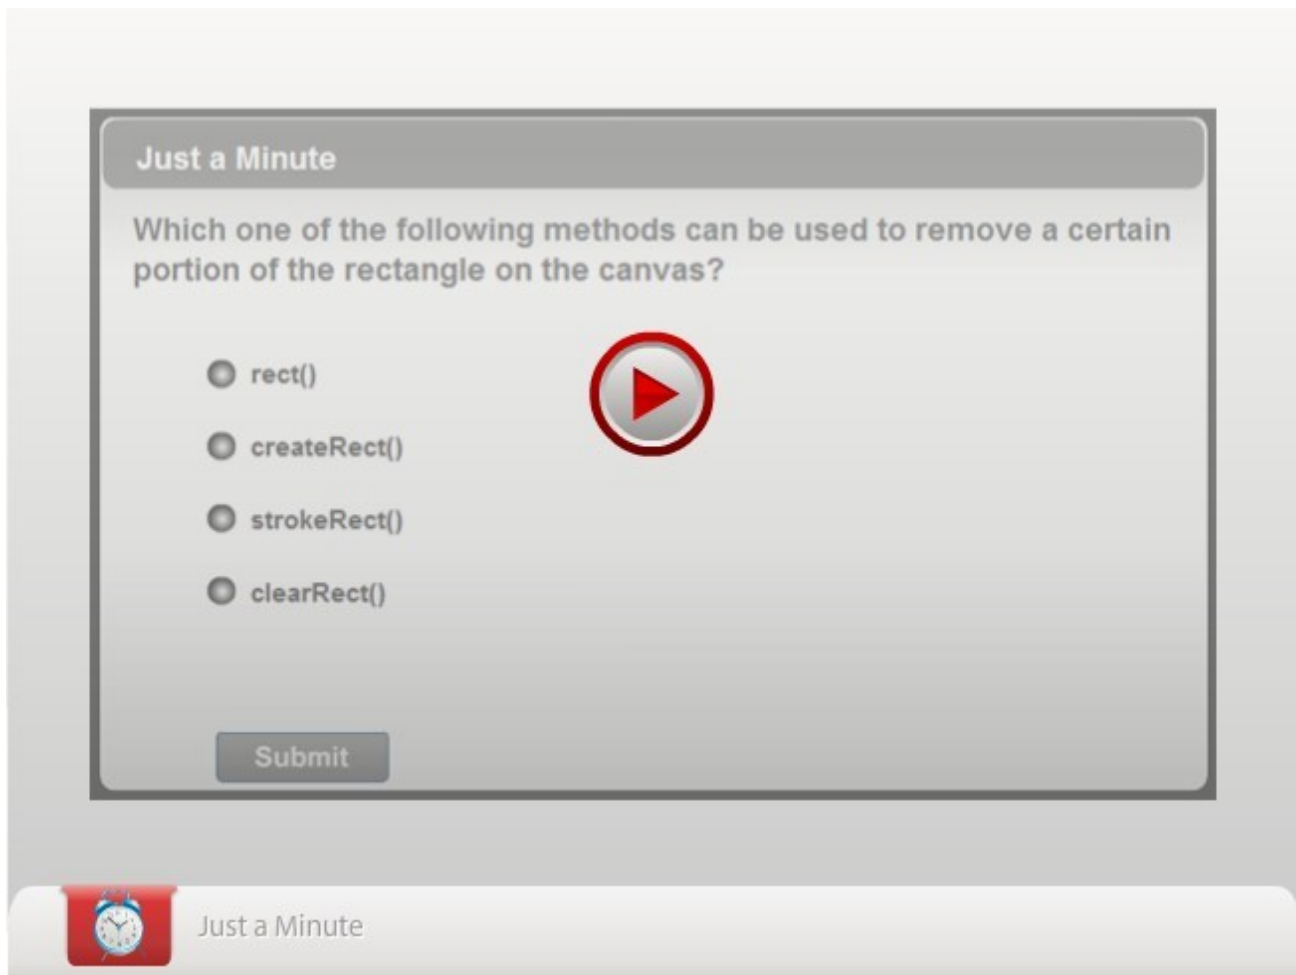 Just a Minute
Which one of the following methods can be used to remove a certain
portion of the rectangle on the canvas?
rect()
createRect()
strokeRect()
clearRect()
Submit
Just a Minute